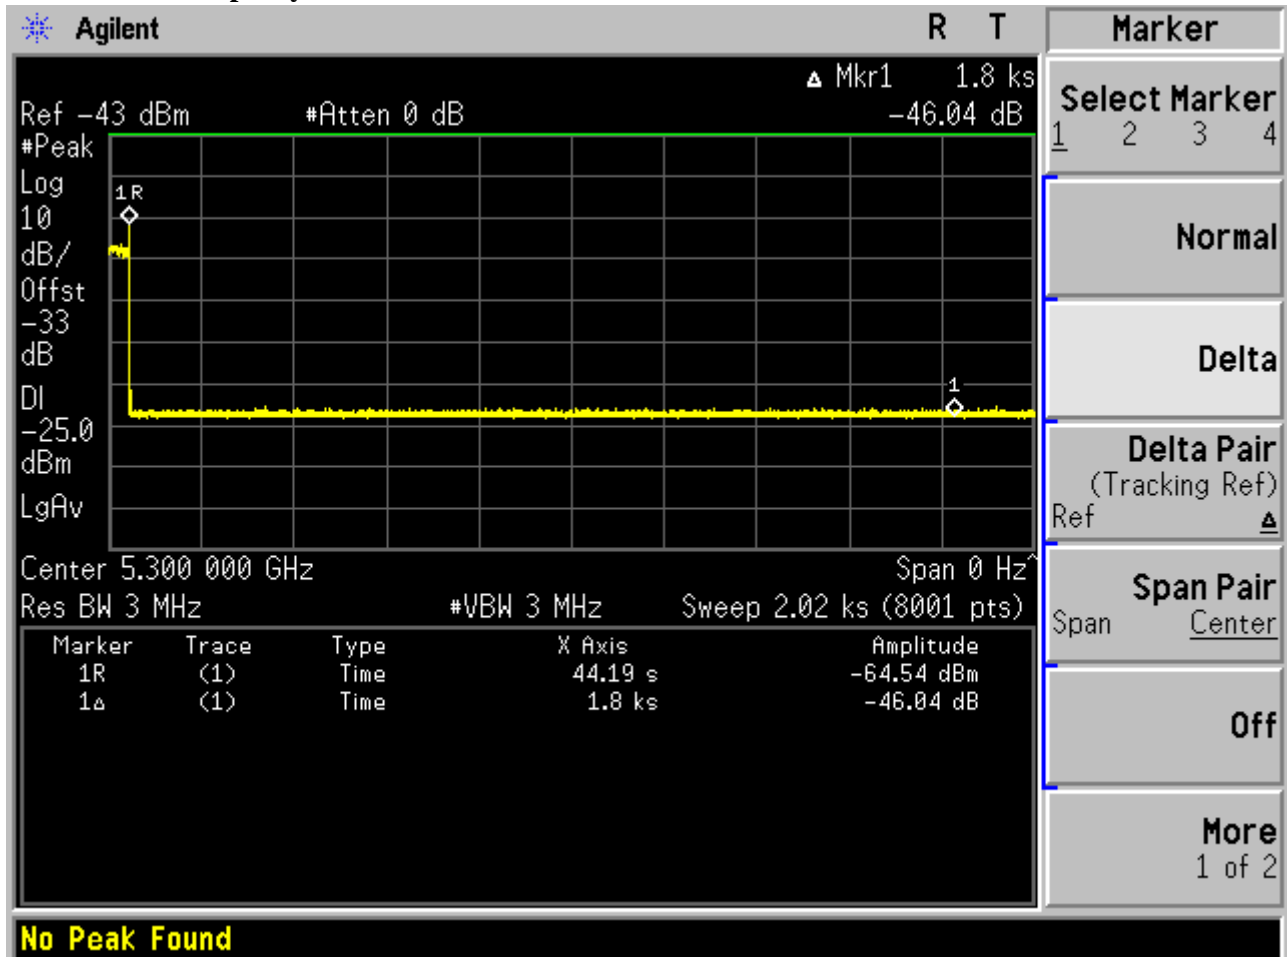 Agilent R T
Δ Mkr1 1.8 ks
Ref -43 dBm #Atten 0 dB -46.04 dB
#Peak
Log
10
dB/
Offst
-33
dB
DI
-25.0
dBm
LgAv
1R
1
Center 5.300 000 GHz Span 0 Hz^
Res BW 3 MHz #VBW 3 MHz Sweep 2.02 ks (8001 pts)
Marker Trace Type X Axis Amplitude
1R (1) Time 44.19 s -64.54 dBm
1Δ (1) Time 1.8 ks -46.04 dB
No Peak Found
Marker
Select Marker
1 2 3 4
Normal
Delta
Delta Pair
(Tracking Ref)
Ref Δ
Span Pair
Span Center
Off
More
1 of 2